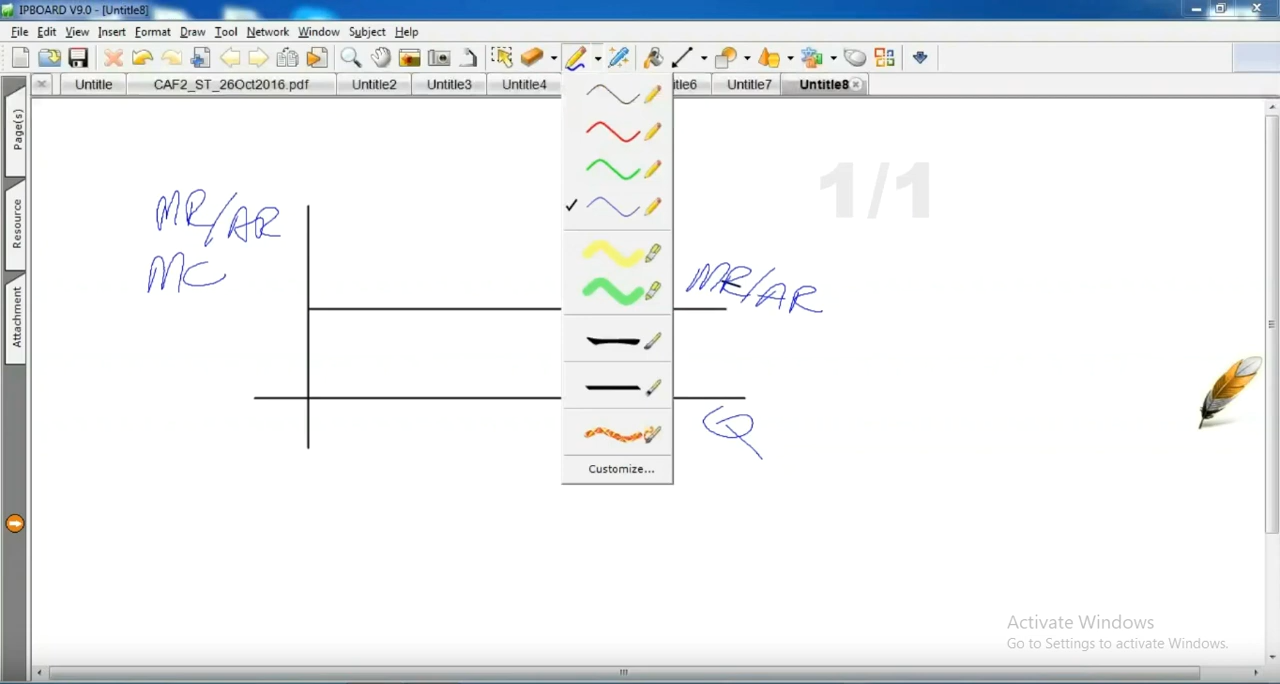 IPBOARD V9.0 - [Untitle8]
File Edit View Insert Format Draw Tool Network Window Subject Help
Untitle CAF2_ST_26Oct2016.pdf Untitle2 Untitle3 Untitle4 tle6 Untitle7 Untitle8
Page(s)
Resource
Attachment
1/1
MR/AR
MC
MR/AR
Q
Customize...
Activate Windows
Go to Settings to activate Windows.